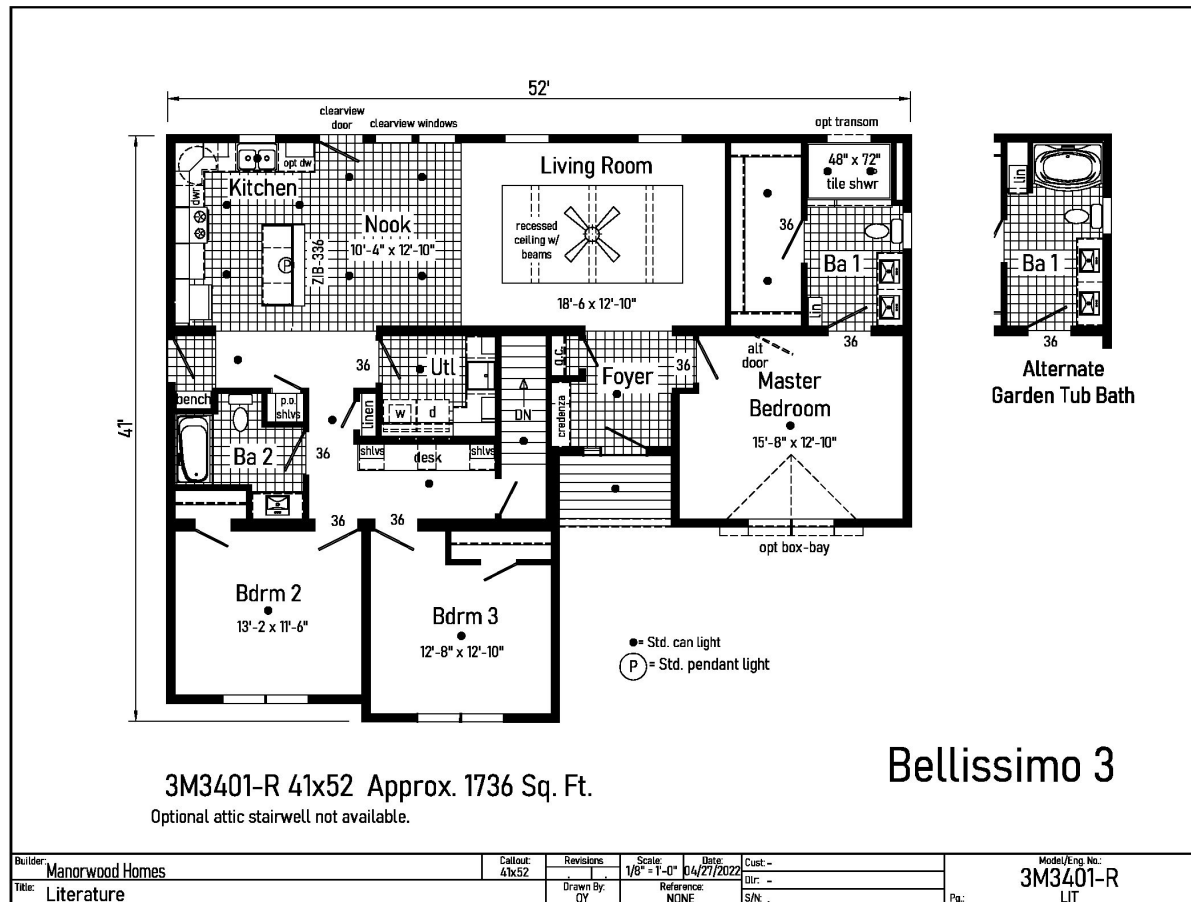 52'
clearview
door
clearview windows
opt transom
opt dw
Kitchen
dwr
Nook
10'-4" x 12'-10"
ZIB-336
P
Living Room
recessed
ceiling w/
beams
18'-6 x 12'-10"
48" x 72"
tile shwr
36
Ba 1
lin
36
lin
Ba 1
36
Alternate
Garden Tub Bath
41'
bench
p.o.
shlvs
36
Utl
linen
w
d
DN
Foyer
credenza
36
alt
door
Master
Bedroom
15'-8" x 12'-10"
Ba 2
36
shlvs
desk
shlvs
36
36
opt box-bay
Bdrm 2
13'-2 x 11'-6"
Bdrm 3
12'-8" x 12'-10"
= Std. can light
P = Std. pendant light
Bellissimo 3
3M3401-R 41x52 Approx. 1736 Sq. Ft.
Optional attic stairwell not available.
Builder: Manorwood Homes
Callout:
41x52
Revisions
Scale:
1/8" = 1'-0"
Date:
04/27/2022
Cust: -
Dlr: -
S/N: .
Model/Eng. No.:
3M3401-R
Title: Literature
Drawn By:
OY
Reference:
NONE
Pg.: LIT